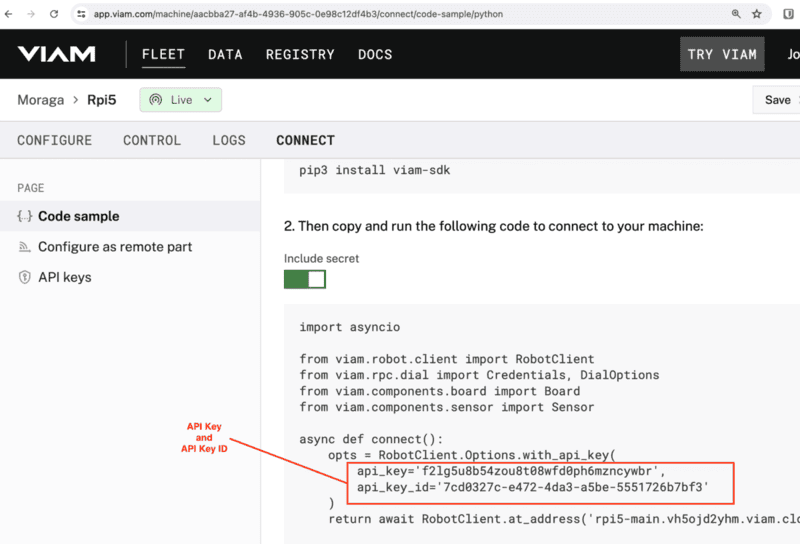 app.viam.com/machine/aacbba27-af4b-4936-905c-0e98c12df4b3/connect/code-sample/python
VIAM FLEET DATA REGISTRY DOCS TRY VIAM Jo
Moraga > Rpi5 Live Save
CONFIGURE CONTROL LOGS CONNECT
PAGE
{..} Code sample
Configure as remote part
API keys
pip3 install viam-sdk
2. Then copy and run the following code to connect to your machine:
Include secret
import asyncio
from viam.robot.client import RobotClient
from viam.rpc.dial import Credentials, DialOptions
from viam.components.board import Board
from viam.components.sensor import Sensor
async def connect():
opts = RobotClient.Options.with_api_key(
api_key='f2lg5u8b54zou8t08wfd0ph6mzncywbr',
api_key_id='7cd0327c-e472-4da3-a5be-5551726b7bf3'
)
return await RobotClient.at_address('rpi5-main.vh5ojd2yhm.viam.clo
API Key
and
API Key ID